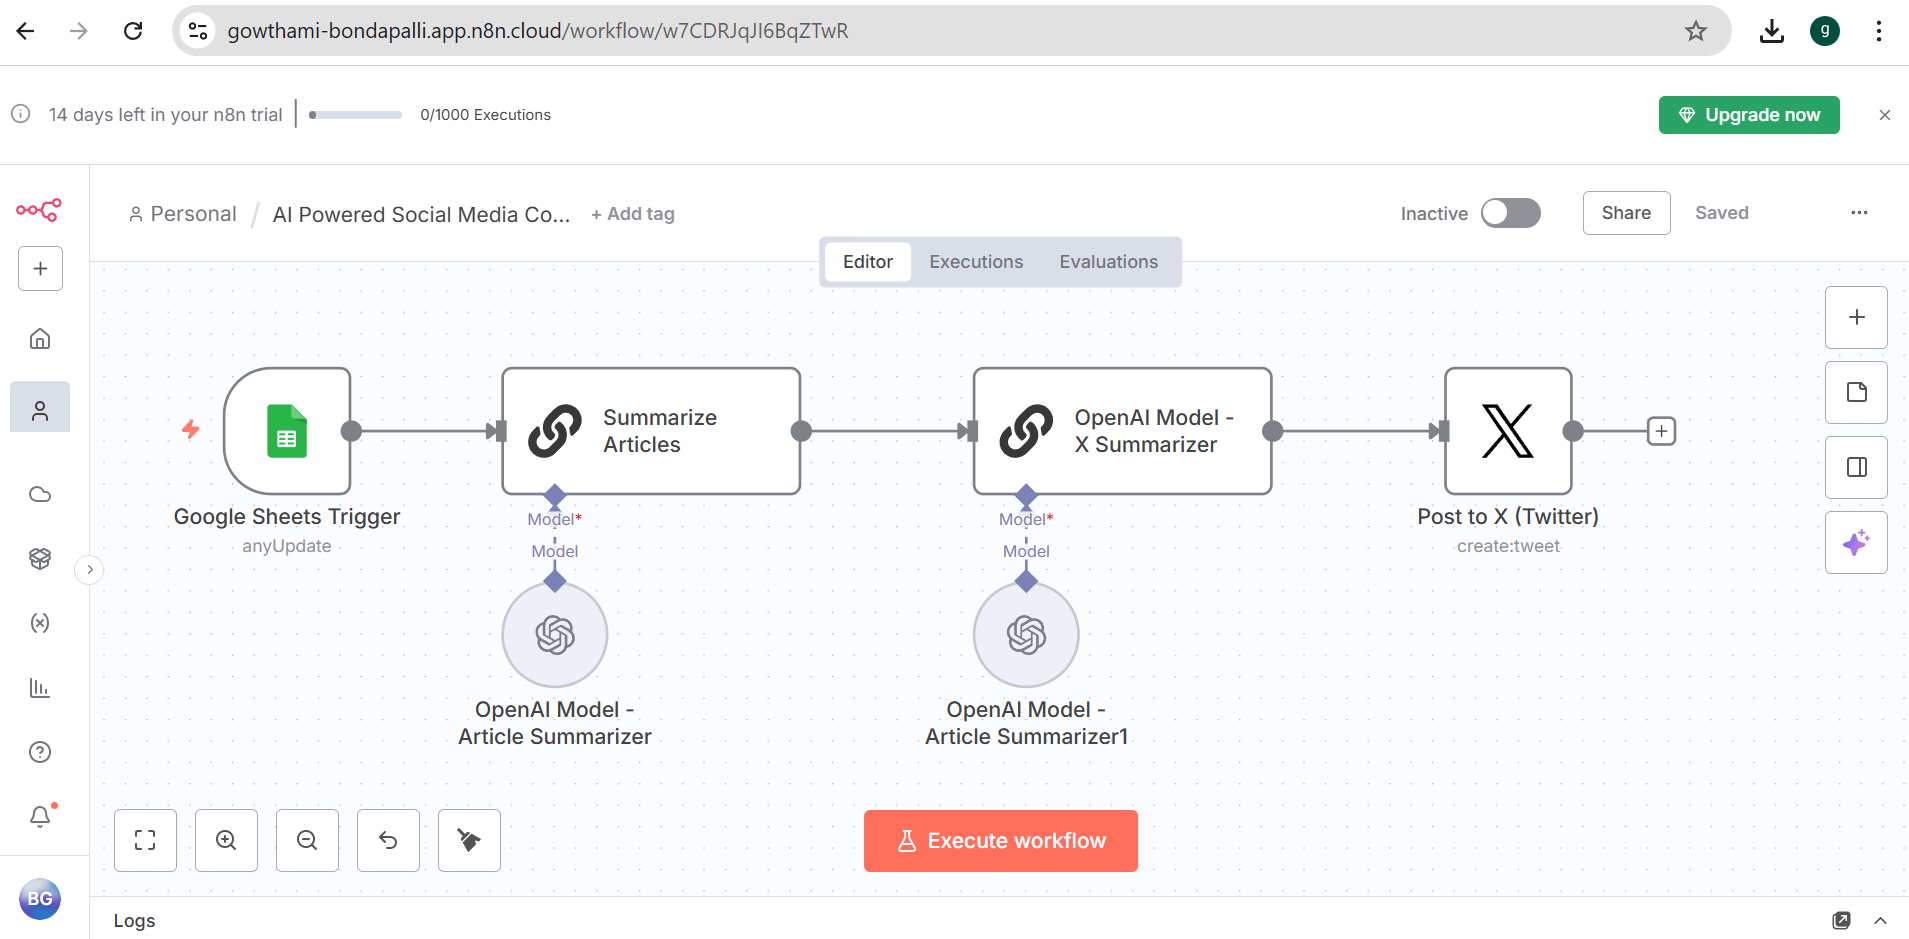 gowthami-bondapalli.app.n8n.cloud/workflow/w7CDRJqJI6BqZTwR
g
14 days left in your n8n trial
0/1000 Executions
Upgrade now
Personal / AI Powered Social Media Co...
+ Add tag
Inactive
Share
Saved
Editor
Executions
Evaluations
Summarize
Articles
OpenAI Model -
X Summarizer
Google Sheets Trigger
anyUpdate
Model*
Model
Model*
Model
Post to X (Twitter)
create:tweet
OpenAI Model -
Article Summarizer
OpenAI Model -
Article Summarizer1
Execute workflow
BG
Logs